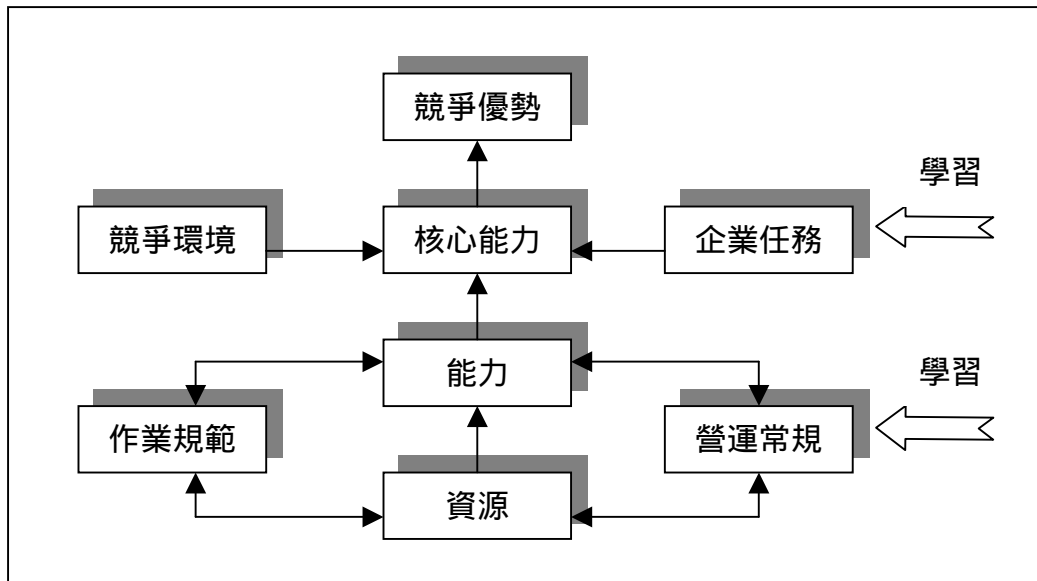 競爭優勢
學習
競爭環境
核心能力
企業任務
能力
學習
作業規範
營運常規
資源